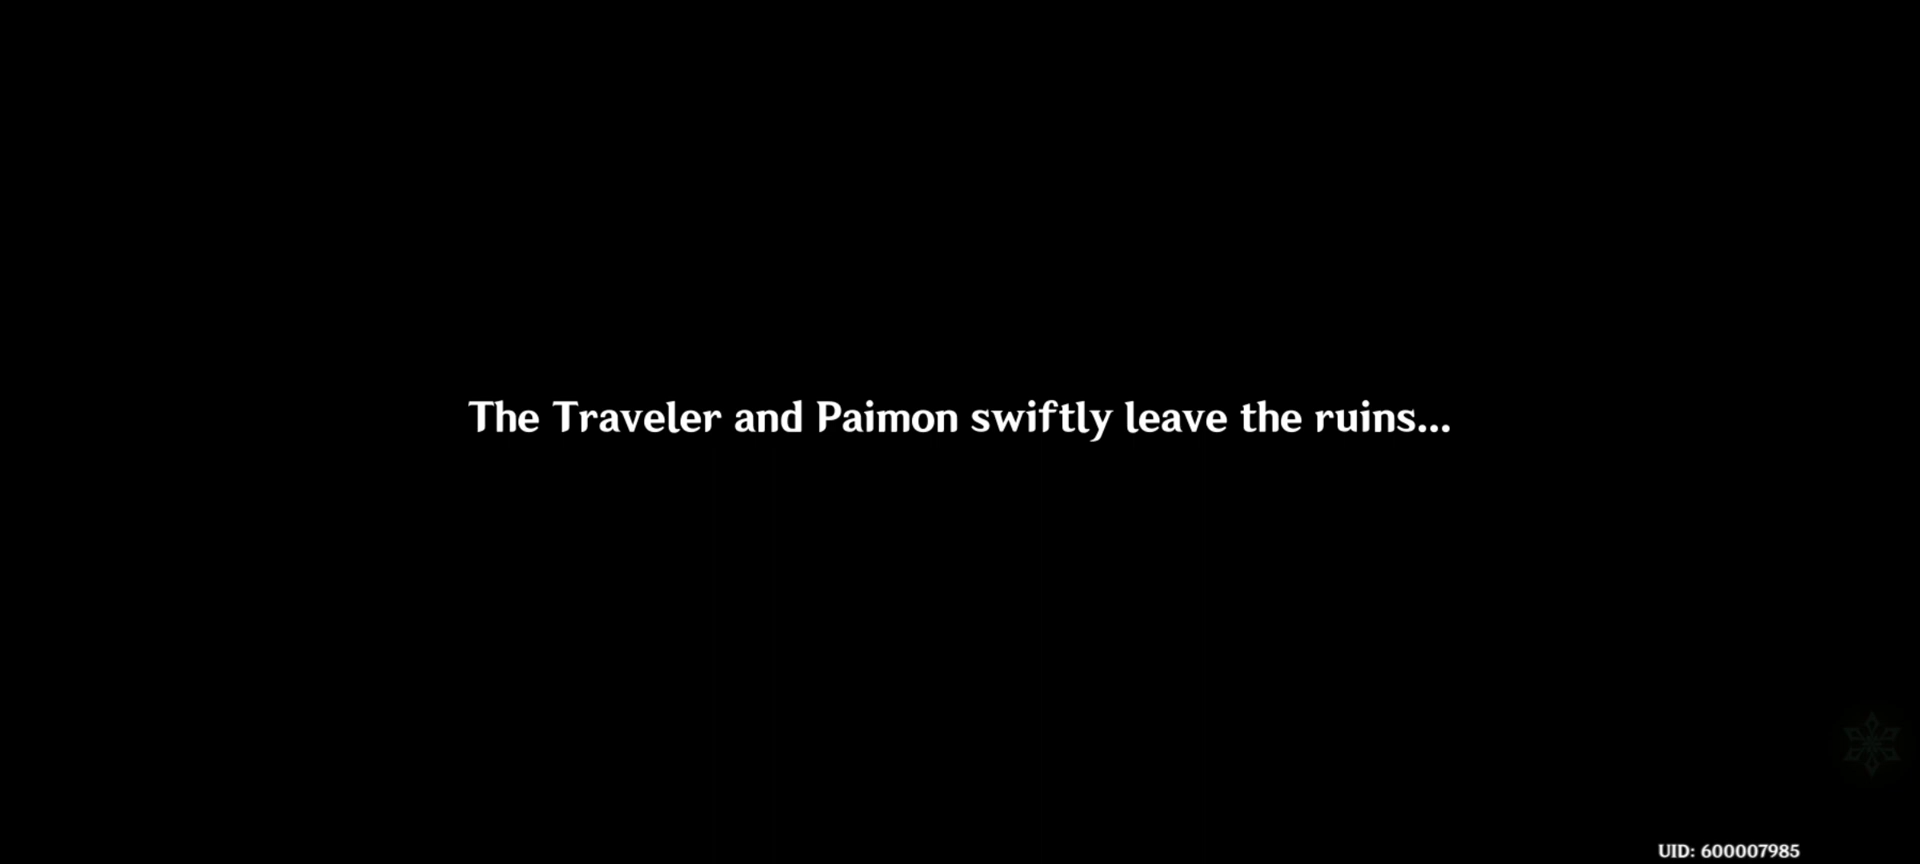 The Traveler and Paimon swiftly leave the ruins...
UID: 600007985